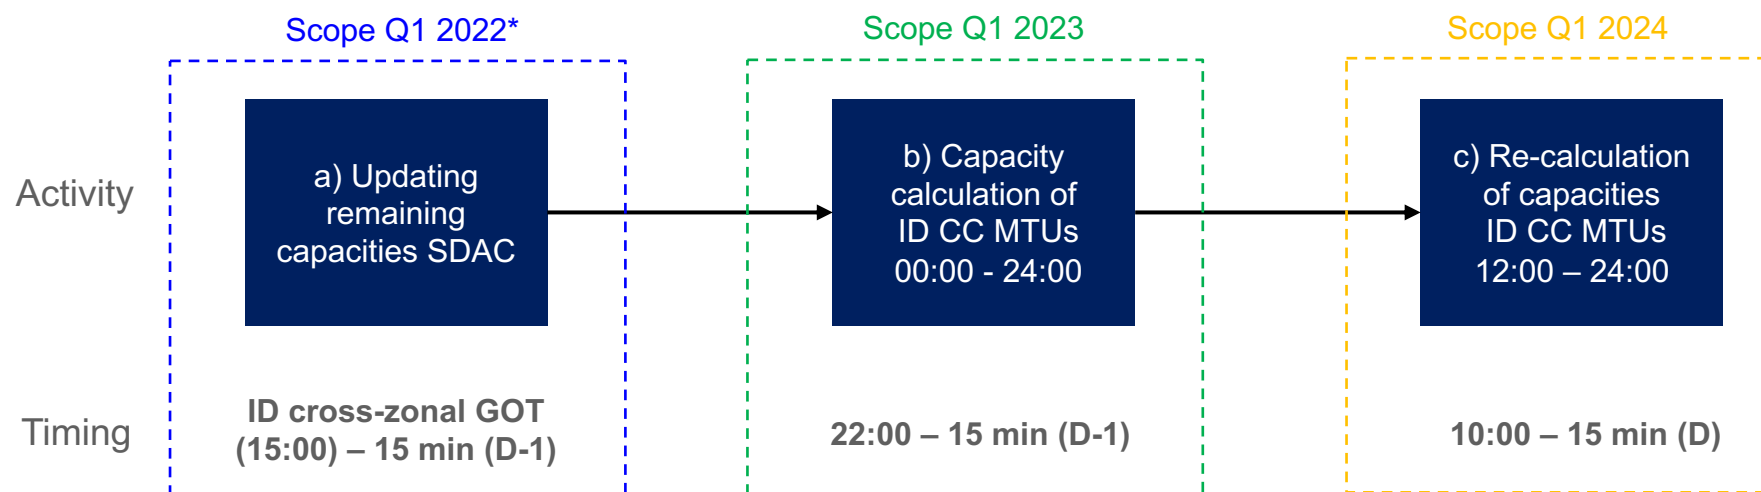 Scope Q1 2022*
Scope Q1 2023
Scope Q1 2024
Activity
a) Updating
remaining
capacities SDAC
b) Capacity
calculation of
ID CC MTUs
00:00 - 24:00
c) Re-calculation
of capacities
ID CC MTUs
12:00 – 24:00
Timing
ID cross-zonal GOT
(15:00) – 15 min (D-1)
22:00 – 15 min (D-1)
10:00 – 15 min (D)